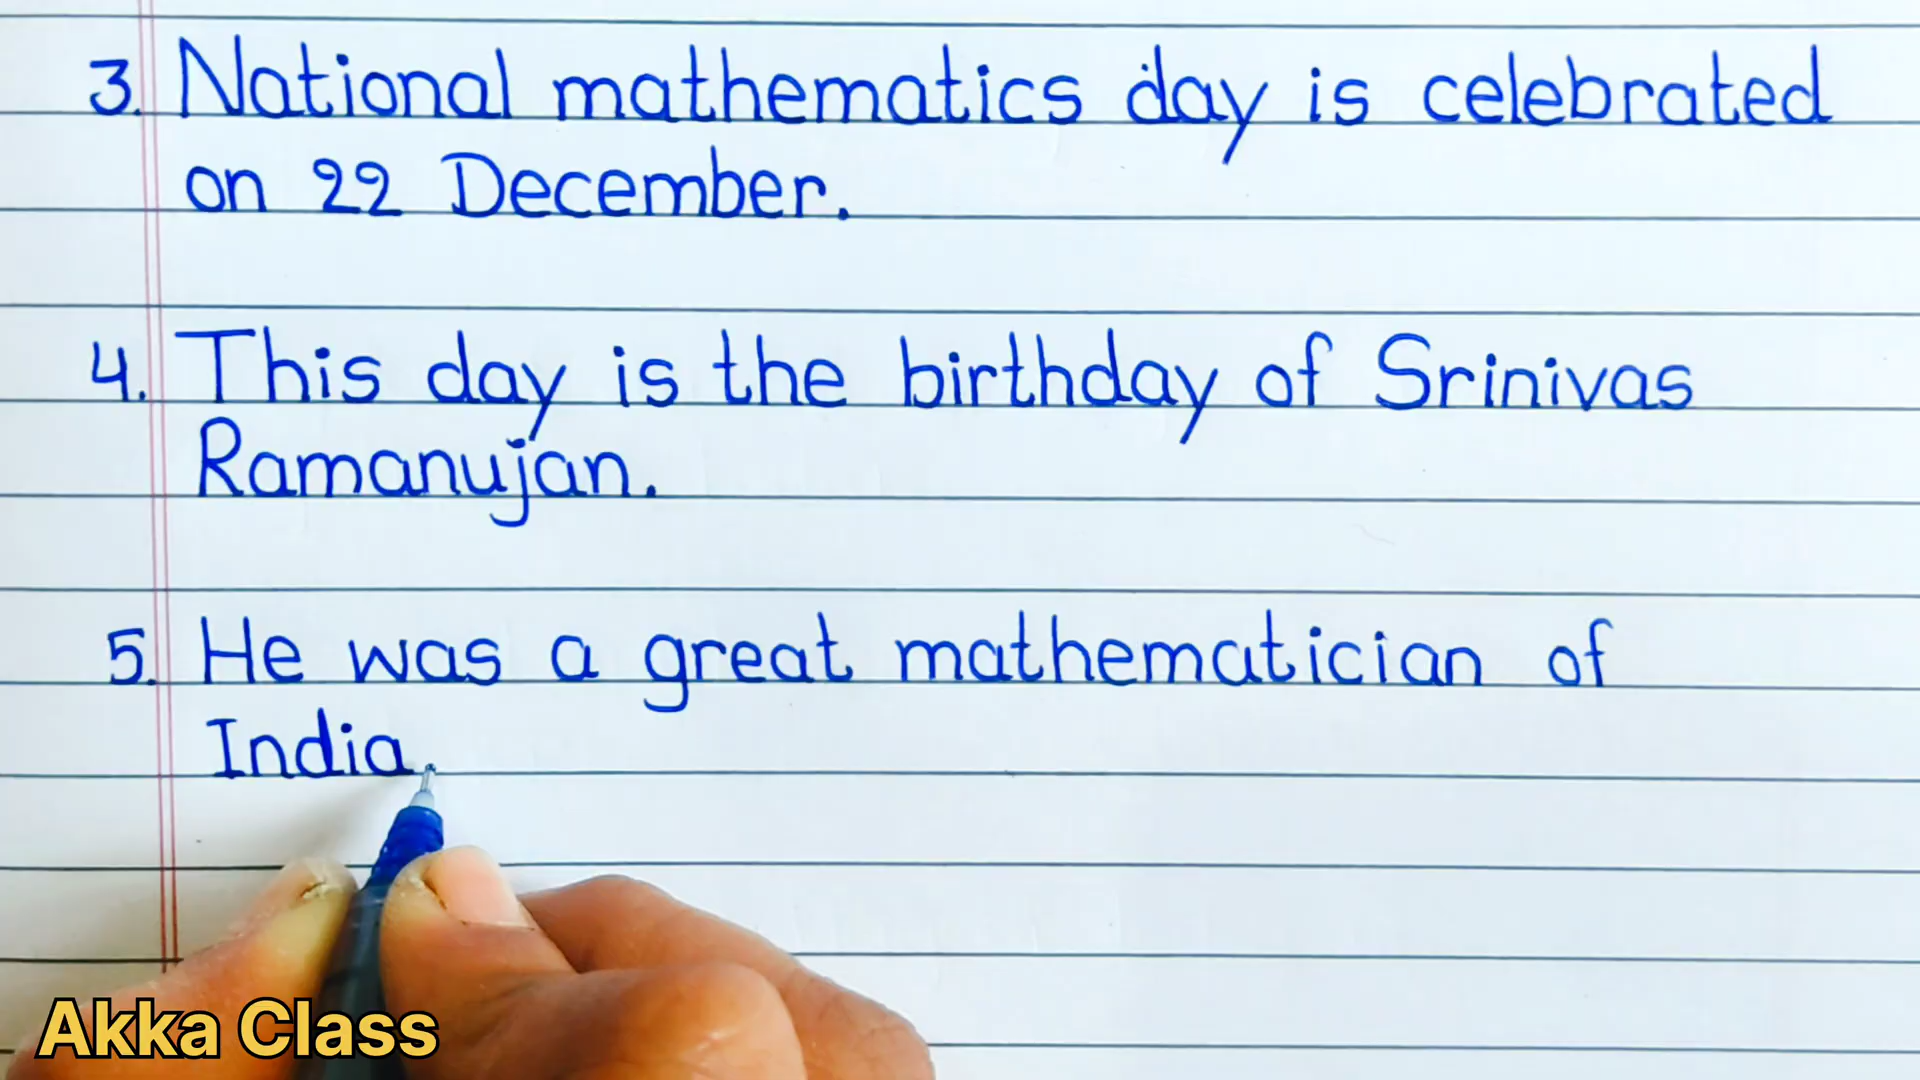 3. National mathematics day is celebrated
on 22 December.
4. This day is the birthday of Srinivas
Ramanujan.
5. He was a great mathematician of
India.
Akka Class